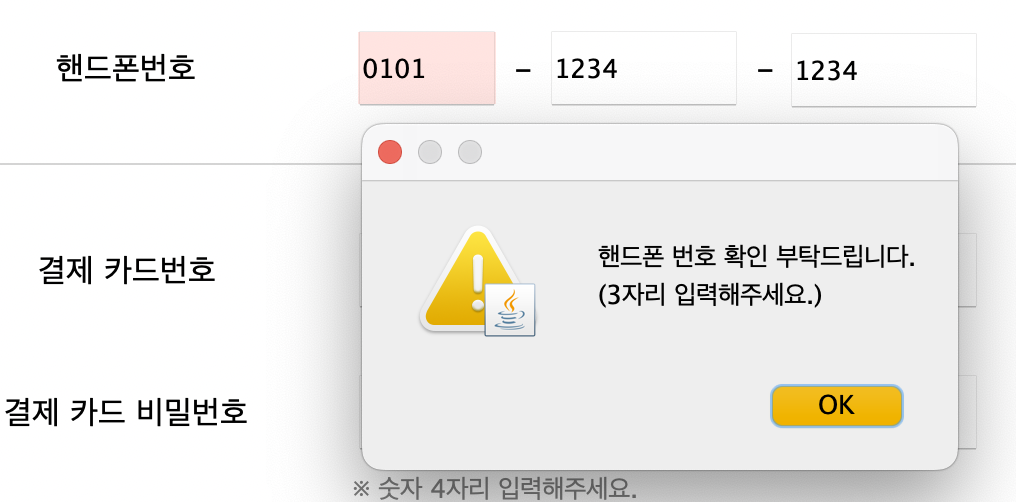 핸드폰번호 0101 - 1234 - 1234
핸드폰 번호 확인 부탁드립니다.
(3자리 입력해주세요.)
OK
결제 카드번호
결제 카드 비밀번호
※ 숫자 4자리 입력해주세요.